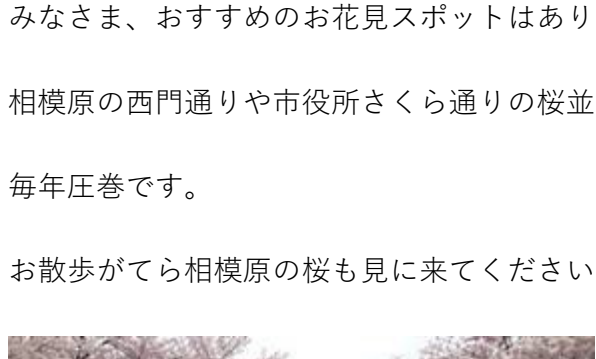 みなさま、おすすめのお花見スポットはあり
相模原の西門通りや市役所さくら通りの桜並
毎年圧巻です。
お散歩がてら相模原の桜も見に来てください